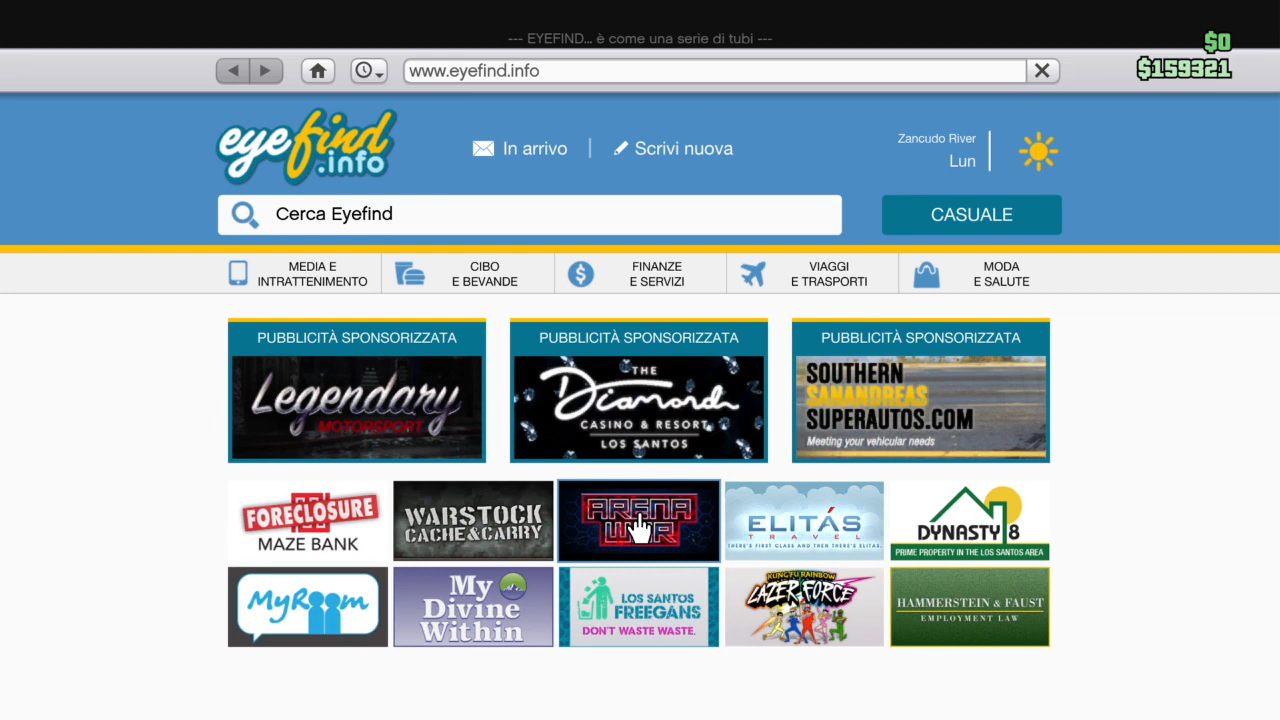 --- EYEFIND... è come una serie di tubi ---
$0
$159321
www.eyefind.info
eyefind
.info
In arrivo | Scrivi nuova
Zancudo River
Lun
Cerca Eyefind
CASUALE
MEDIA E
INTRATTENIMENTO
CIBO
E BEVANDE
FINANZE
E SERVIZI
VIAGGI
E TRASPORTI
MODA
E SALUTE
PUBBLICITÀ SPONSORIZZATA
Legendary
MOTORSPORT
PUBBLICITÀ SPONSORIZZATA
THE
Diamond
CASINO & RESORT
LOS SANTOS
PUBBLICITÀ SPONSORIZZATA
SOUTHERN
SANANDREAS
SUPERAUTOS.COM
Meeting your vehicular needs
FORECLOSURE
MAZE BANK
WARSTOCK
CACHE&CARRY
ARENA
WAR
ELITÁS
TRAVEL
THERE'S FIRST CLASS AND THEN THERE'S ELITAS.
DYNASTY 8
PRIME PROPERTY IN THE LOS SANTOS AREA
MyRoom
My
Divine
Within
LOS SANTOS
FREEGANS
DON'T WASTE WASTE.
KUNG FU RAINBOW
LAZER FORCE
HAMMERSTEIN & FAUST
EMPLOYMENT LAW